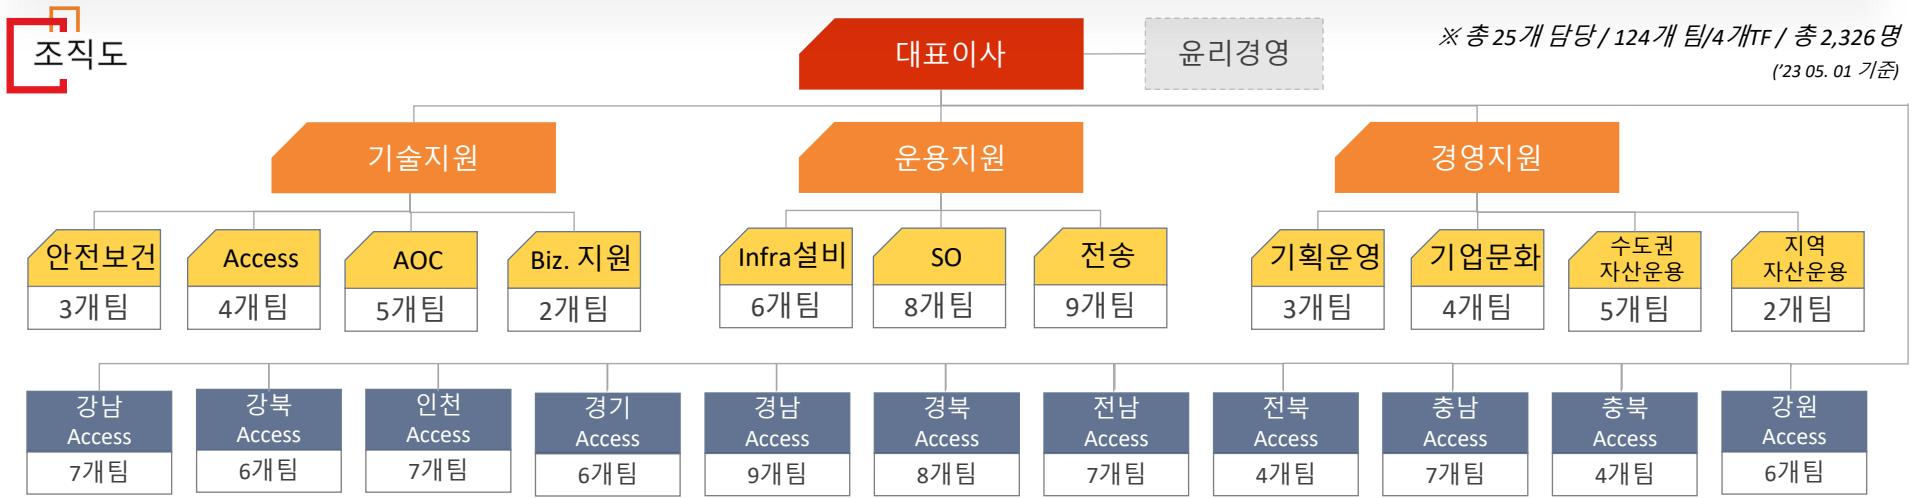 조직도
대표이사
윤리경영
※ 총 25개 담당 / 124개 팀/4개TF / 총 2,326 명
('23 05. 01 기준)
기술지원
운용지원
경영지원
안전보건
3개팀
Access
4개팀
AOC
5개팀
Biz. 지원
2개팀
Infra설비
6개팀
SO
8개팀
전송
9개팀
기획운영
3개팀
기업문화
4개팀
수도권
자산운용
5개팀
지역
자산운용
2개팀
강남
Access
7개팀
강북
Access
6개팀
인천
Access
7개팀
경기
Access
6개팀
경남
Access
9개팀
경북
Access
8개팀
전남
Access
7개팀
전북
Access
4개팀
충남
Access
7개팀
충북
Access
4개팀
강원
Access
6개팀